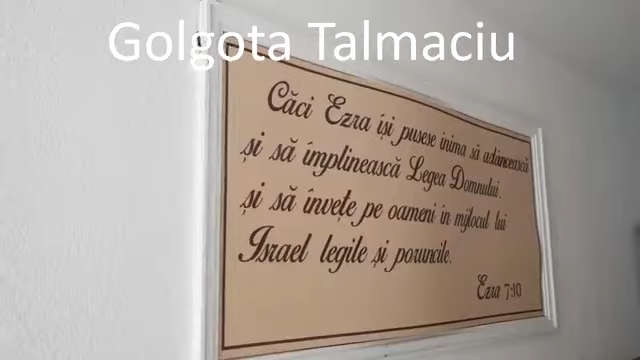 Golgota Talmaciu
Căci Ezra își pusese inima să adâncească
și să împlinească Legea Domnului,
și să învețe pe oameni în mijlocul lui
Israel legile și poruncile.
Ezra 7:10